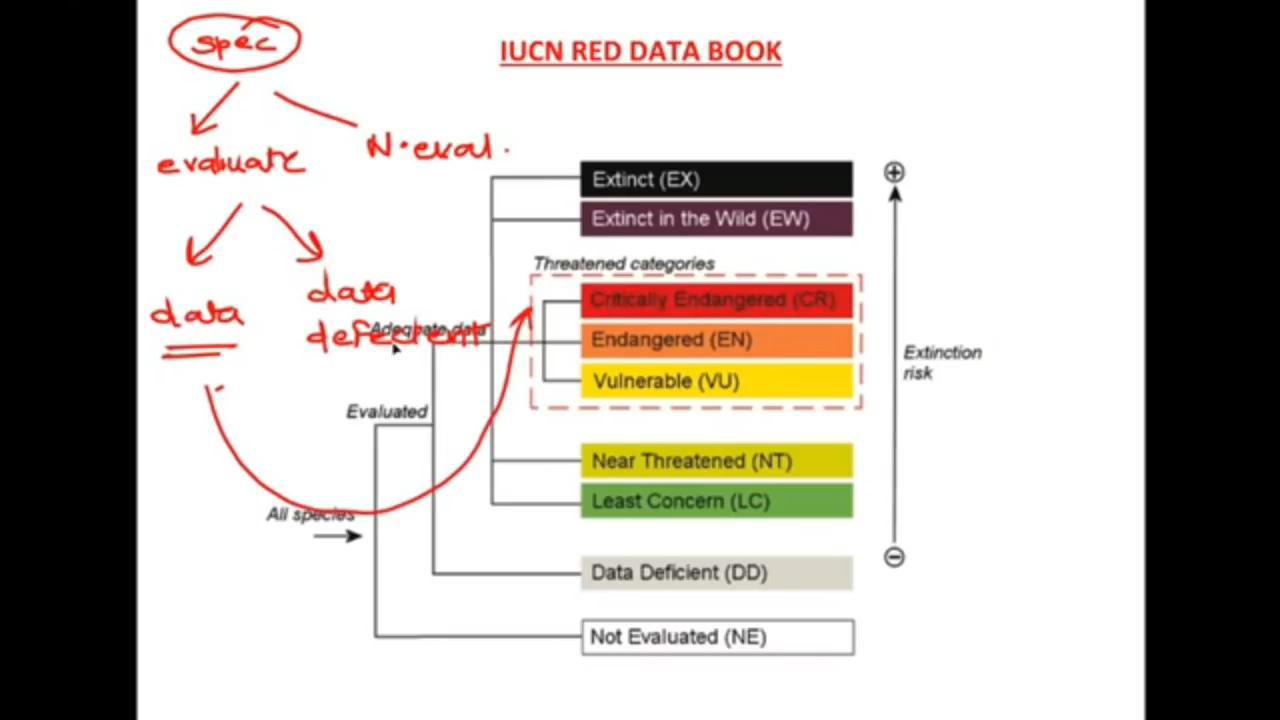 spec
IUCN RED DATA BOOK
evaluate
N.eval.
Extinct (EX)
Extinct in the Wild (EW)
Threatened categories
data
data
deficient
Adequate data
Critically Endangered (CR)
Endangered (EN)
Vulnerable (VU)
Extinction
risk
Evaluated
Near Threatened (NT)
Least Concern (LC)
All species
Data Deficient (DD)
Not Evaluated (NE)